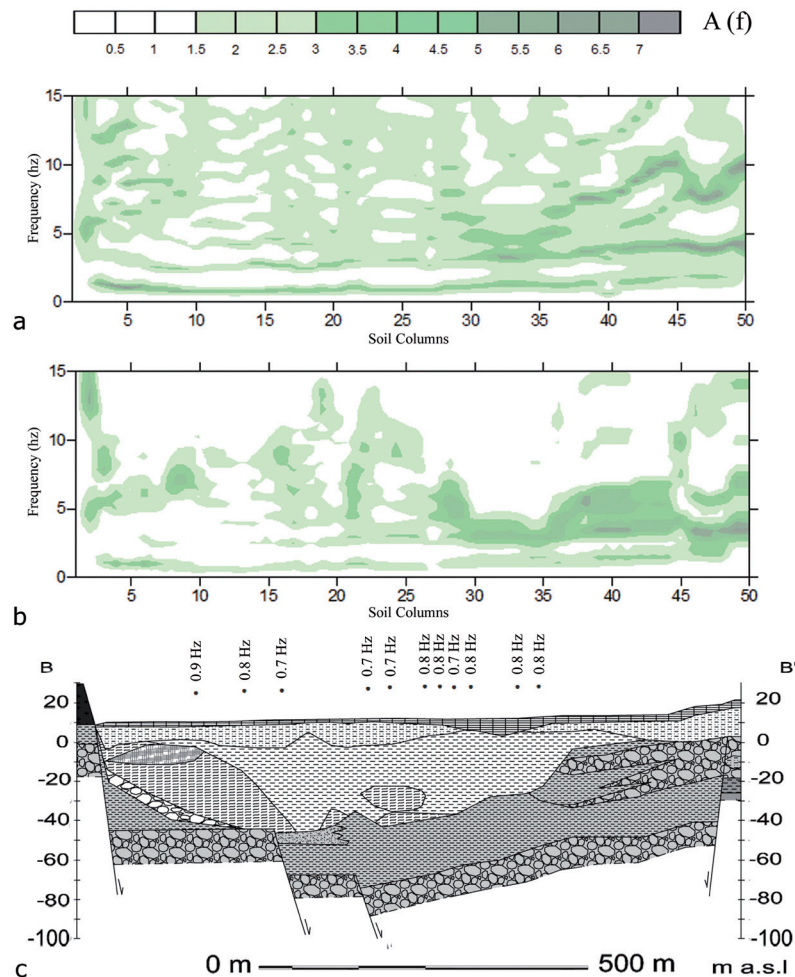 A (f)
0.5 1 1.5 2 2.5 3 3.5 4 4.5 5 5.5 6 6.5 7
15
10
5
0
Frequency (hz)
5 10 15 20 25 30 35 40 45 50
Soil Columns
a
15
10
5
0
Frequency (hz)
0 5 10 15 20 25 30 35 40 45 50
Soil Columns
b
0.9 Hz 0.8 Hz 0.7 Hz 0.7 Hz 0.7 Hz 0.8 Hz 0.8 Hz 0.7 Hz 0.8 Hz 0.8 Hz 0.8 Hz
B B'
20 20
0 0
-20 -20
-40 -40
-60 -60
-80 -80
-100 -100
c 0 m 500 m m a.s.l